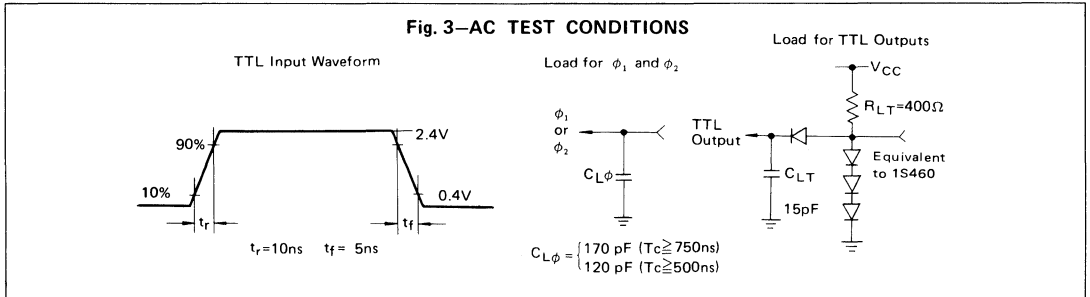 Fig. 3—AC TEST CONDITIONS
TTL Input Waveform
90%
10%
2.4V
0.4V
tr
tf
tr=10ns tf= 5ns
Load for ϕ1 and ϕ2
ϕ1
or
ϕ2
CLϕ
CLϕ = {170 pF (Tc≧750ns)
120 pF (Tc≧500ns)
Load for TTL Outputs
VCC
RLT=400Ω
TTL
Output
CLT
15pF
Equivalent
to 1S460